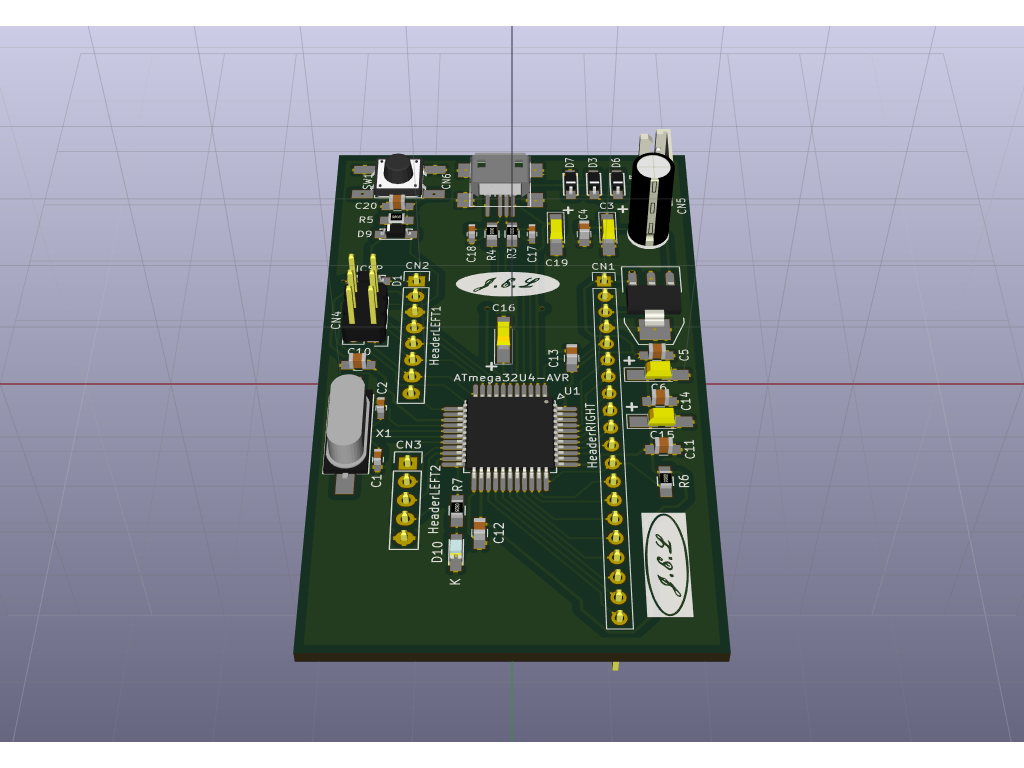 D7
D3
D6
SW1
CN6
CN5
C20
R5
D9
C3
C4
C18
R4
R3
C17
C19
ICSP
D1
CN2
CN1
J.E.L
C16
HeaderLEFT1
CN4
C10
C13
C5
C6
ATmega32U4-AVR
U1
C2
C14
X1
C15
HeaderRIGHT
CN3
C11
C1
HeaderLEFT2
R7
R6
D10
C12
K
J.E.L